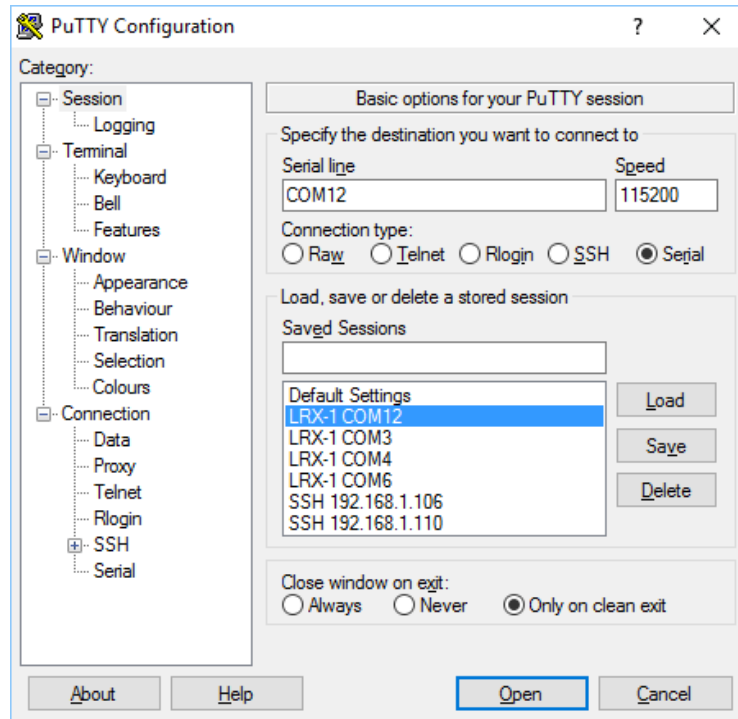 PuTTY Configuration
?
Category:
Session
Logging
Terminal
Keyboard
Bell
Features
Window
Appearance
Behaviour
Translation
Selection
Colours
Connection
Data
Proxy
Telnet
Rlogin
SSH
Serial
Basic options for your PuTTY session
Specify the destination you want to connect to
Serial line Speed
COM12 115200
Connection type:
Raw Telnet Rlogin SSH Serial
Load, save or delete a stored session
Saved Sessions
Default Settings
LRX-1 COM12
LRX-1 COM3
LRX-1 COM4
LRX-1 COM6
SSH 192.168.1.106
SSH 192.168.1.110
Load
Save
Delete
Close window on exit:
Always Never Only on clean exit
About Help Open Cancel